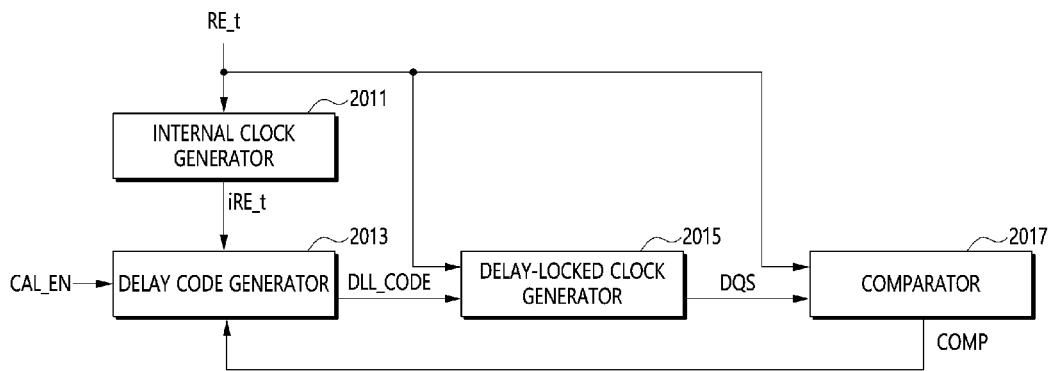 RE_t
2011
INTERNAL CLOCK
GENERATOR
iRE_t
2013
2015
2017
CAL_EN
DELAY CODE GENERATOR
DLL_CODE
DELAY-LOCKED CLOCK
GENERATOR
DQS
COMPARATOR
COMP